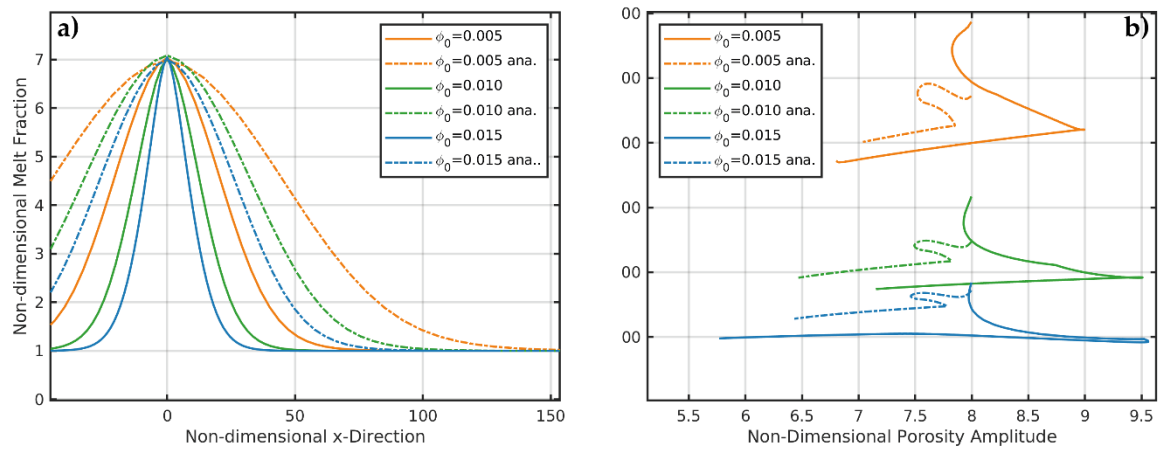 a)
Non-dimensional Melt Fraction
7
6
5
4
3
2
1
0
ϕ0=0.005
ϕ0=0.005 ana.
ϕ0=0.010
ϕ0=0.010 ana.
ϕ0=0.015
ϕ0=0.015 ana..
0 50 100 150
Non-dimensional x-Direction
b)
00
00
00
00
00
00
ϕ0=0.005
ϕ0=0.005 ana.
ϕ0=0.010
ϕ0=0.010 ana.
ϕ0=0.015
ϕ0=0.015 ana.
5.5 6 6.5 7 7.5 8 8.5 9 9.5
Non-Dimensional Porosity Amplitude